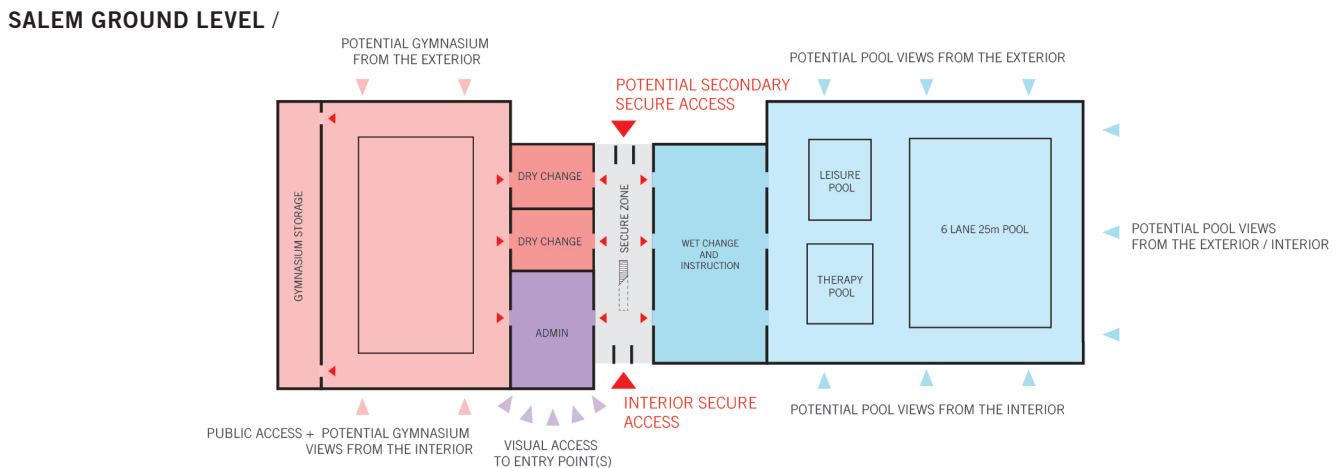 SALEM GROUND LEVEL /
POTENTIAL GYMNASIUM
FROM THE EXTERIOR
POTENTIAL SECONDARY
SECURE ACCESS
POTENTIAL POOL VIEWS FROM THE EXTERIOR
GYMNASIUM STORAGE
DRY CHANGE
DRY CHANGE
ADMIN
SECURE ZONE
WET CHANGE
AND
INSTRUCTION
LEISURE
POOL
THERAPY
POOL
6 LANE 25m POOL
POTENTIAL POOL VIEWS
FROM THE EXTERIOR / INTERIOR
PUBLIC ACCESS + POTENTIAL GYMNASIUM
VIEWS FROM THE INTERIOR
VISUAL ACCESS
TO ENTRY POINT(S)
INTERIOR SECURE
ACCESS
POTENTIAL POOL VIEWS FROM THE INTERIOR